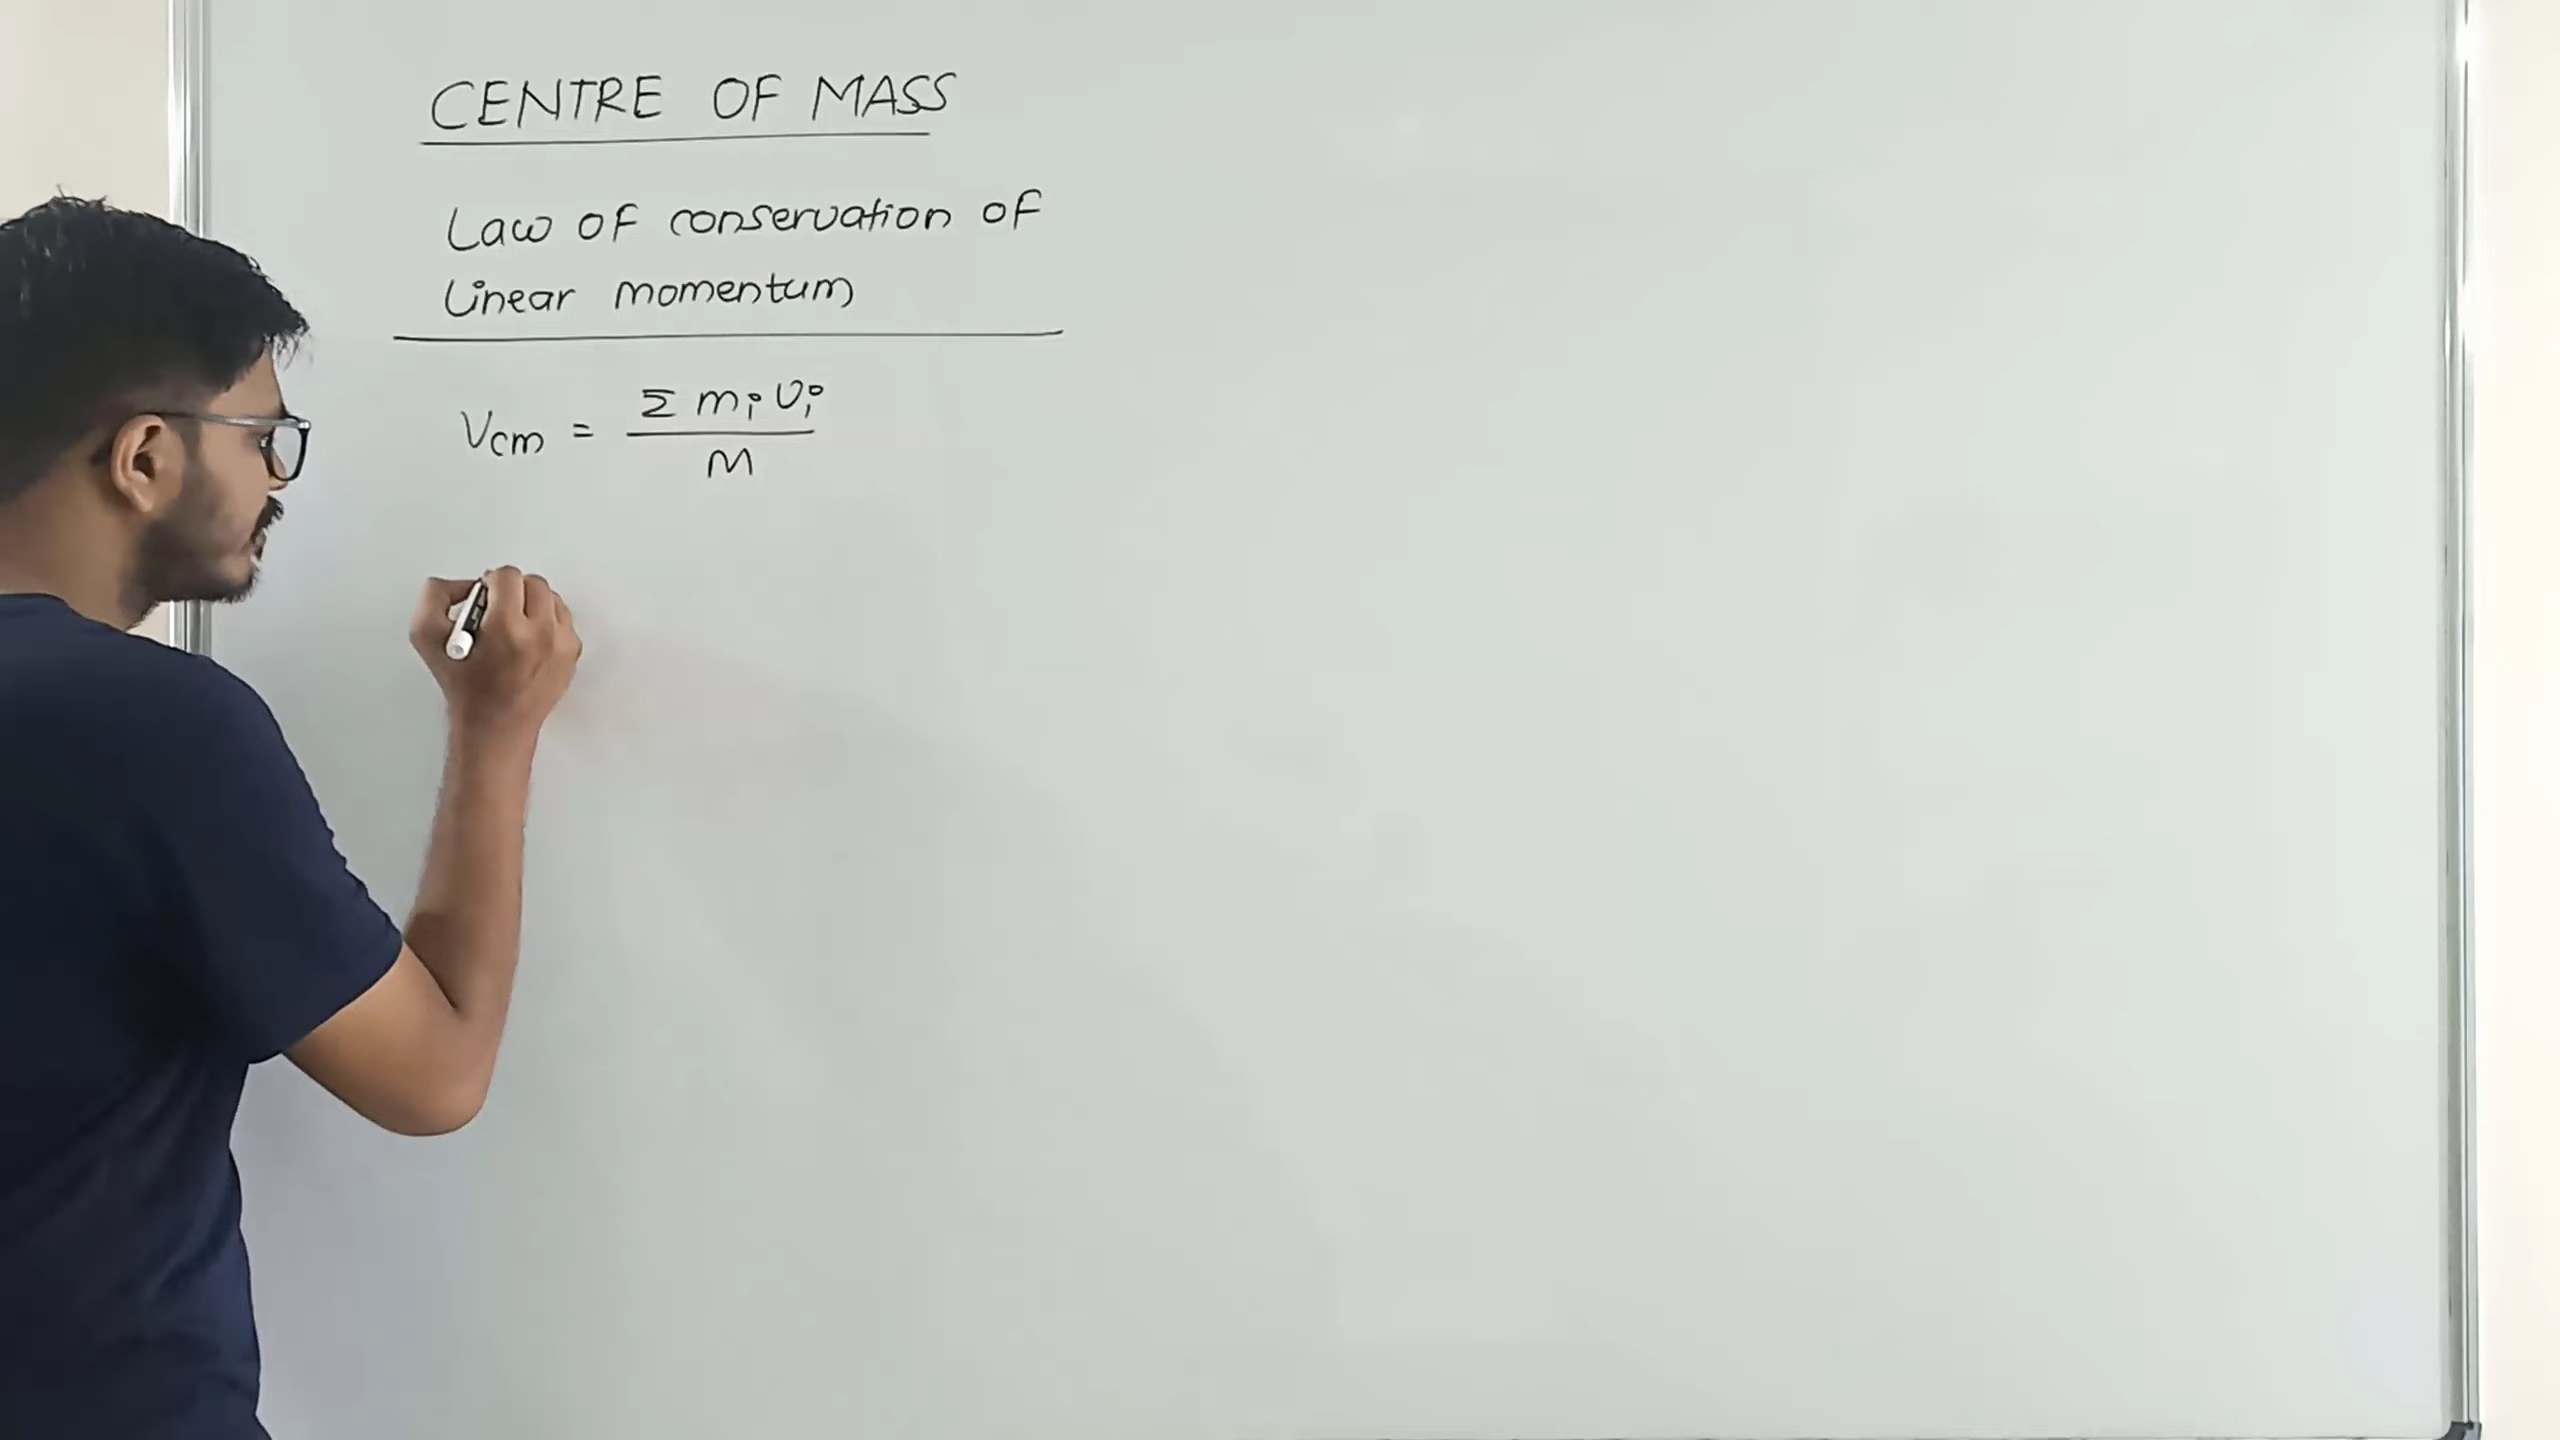 CENTRE OF MASS
Law of conservation of
Linear momentum
Vcm = Σ mᵢ vᵢ / M